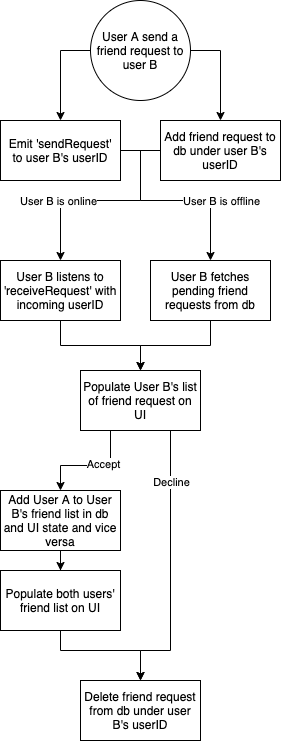 User A send a
friend request to
user B
Emit 'sendRequest'
to user B's userID
Add friend request to
db under user B's
userID
User B is online
User B is offline
User B listens to
'receiveRequest' with
incoming userID
User B fetches
pending friend
requests from db
Populate User B's list
of friend request on
UI
Accept
Decline
Add User A to User
B's friend list in db
and UI state and vice
versa
Populate both users'
friend list on UI
Delete friend request
from db under user
B's userID